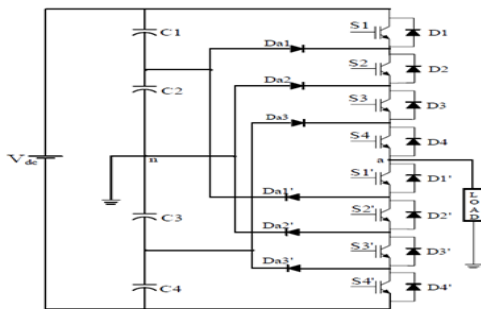 S1
C1
D1
Da1
S2
D2
C2
Da2
S3
D3
Da3
S4
D4
Vdc
n
a
S1'
D1'
LOAD
Da1'
S2'
D2'
C3
Da2'
S3'
D3'
Da3'
S4'
D4'
C4